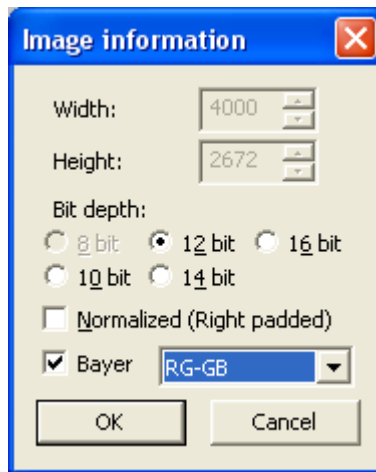 Image information
Width: 4000
Height: 2672
Bit depth:
8 bit 12 bit 16 bit
10 bit 14 bit
Normalized (Right padded)
Bayer RG-GB
OK Cancel